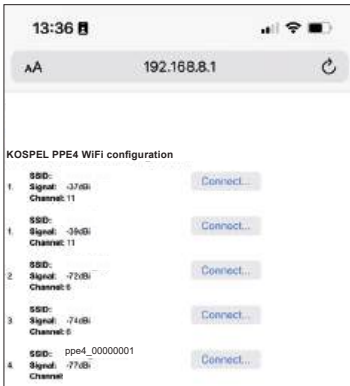 13:36
AA 192.168.8.1
KOSPEL PPE4 WiFi configuration
SSID:
1. Signal: -37dBi Connect...
Channel: 11
SSID:
1. Signal: -39dBi Connect...
Channel: 11
SSID:
2 Signal: -72dBi Connect...
Channel: 6
SSID:
3 Signal: -74dBi Connect...
Channel: 6
SSID: ppe4_00000001
4. Signal: -77dBi Connect...
Channel: